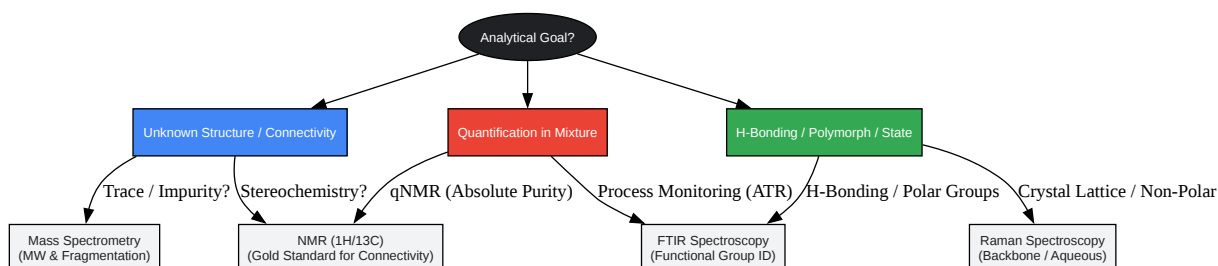 Analytical Goal?
Unknown Structure / Connectivity
Quantification in Mixture
H-Bonding / Polymorph / State
Trace / Impurity?
Stereochemistry?
qNMR (Absolute Purity)
Process Monitoring (ATR)
H-Bonding / Polar Groups
Crystal Lattice / Non-Polar
Mass Spectrometry
(MW & Fragmentation)
NMR (1H/13C)
(Gold Standard for Connectivity)
FTIR Spectroscopy
(Functional Group ID)
Raman Spectroscopy
(Backbone / Aqueous)